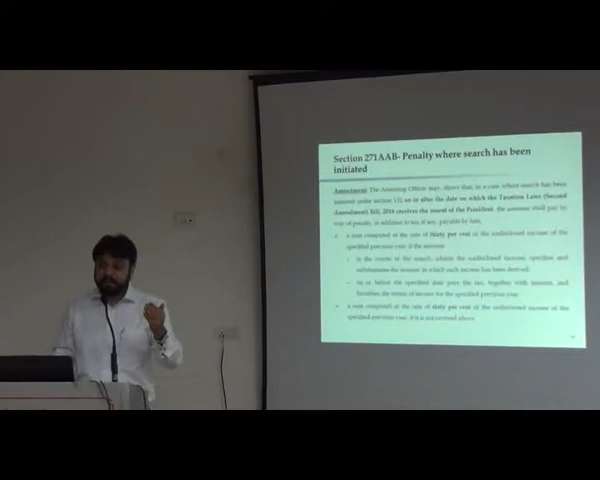 Section 271AAB- Penalty where search has been
initiated
Amendment: The Assessing Officer may, direct that, in a case where search has been
initiated under section 132 on or after the date on which the Taxation Laws (Second
Amendment) Bill, 2016 receives the assent of the President, the assessee shall pay by
way of penalty, in addition to tax, if any, payable by him,
a sum computed at the rate of thirty per cent of the undisclosed income of the
specified previous year, if the assessee
in the course of the search, admits the undisclosed income, specifies and
substantiates the manner in which such income has been derived
on or before the specified date pay the tax, together with interest, and
furnishes the return of income for the specified previous year
a sum computed at the rate of sixty per cent of the undisclosed income of the
specified previous year, if it is not covered above